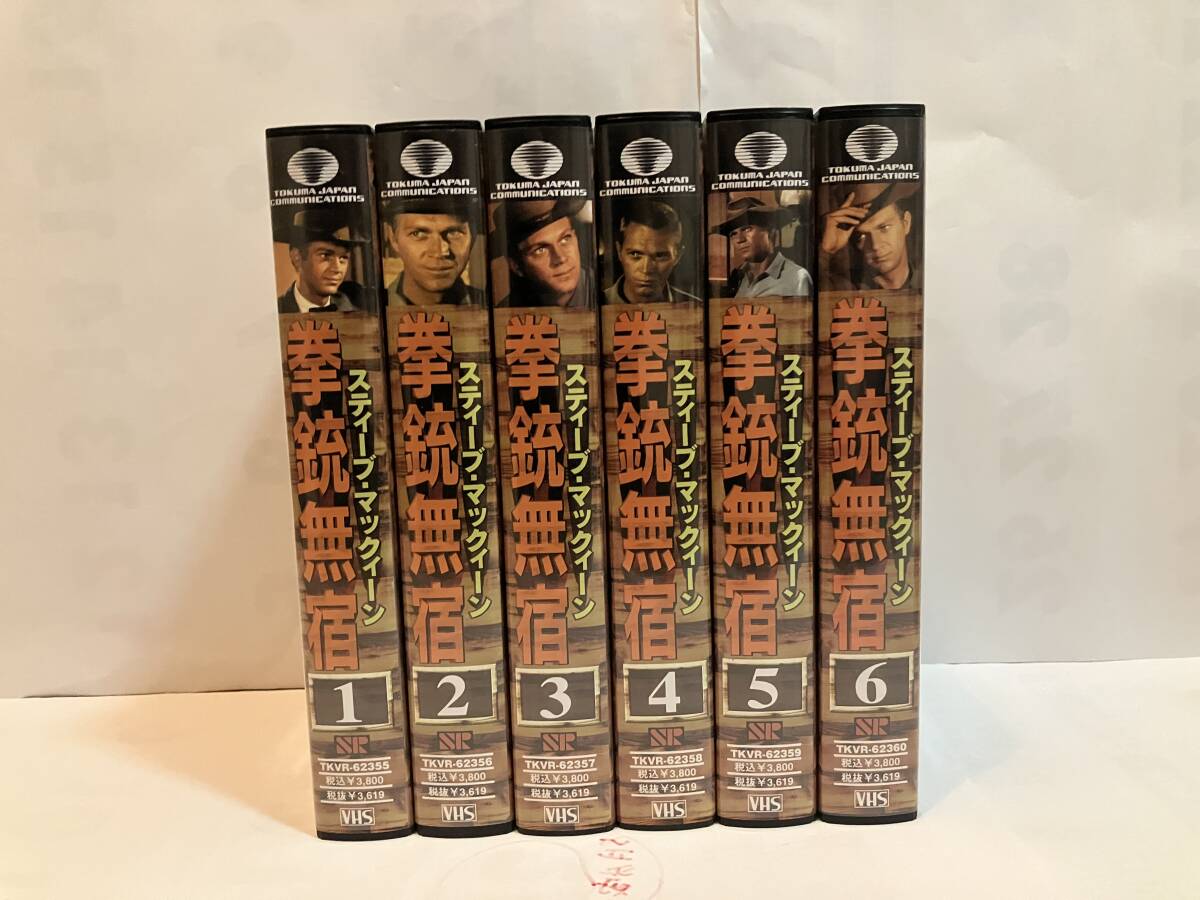 TOKUMA JAPAN
COMMUNICATIONS
スティーブ・マックィーン
拳銃無宿
1
SR
TKVR-62355
税込¥3,800
税抜¥3,619
VHS
TOKUMA JAPAN
COMMUNICATIONS
スティーブ・マックィーン
拳銃無宿
2
SR
TKVR-62356
税込¥3,800
税抜¥3,619
VHS
TOKUMA JAPAN
COMMUNICATIONS
スティーブ・マックィーン
拳銃無宿
3
SR
TKVR-62357
税込¥3,800
税抜¥3,619
VHS
TOKUMA JAPAN
COMMUNICATIONS
スティーブ・マックィーン
拳銃無宿
4
SR
TKVR-62358
税込¥3,800
税抜¥3,619
VHS
TOKUMA JAPAN
COMMUNICATIONS
スティーブ・マックィーン
拳銃無宿
5
SR
TKVR-62359
税込¥3,800
税抜¥3,619
VHS
TOKUMA JAPAN
COMMUNICATIONS
スティーブ・マックィーン
拳銃無宿
6
SR
TKVR-62360
税込¥3,800
税抜¥3,619
VHS